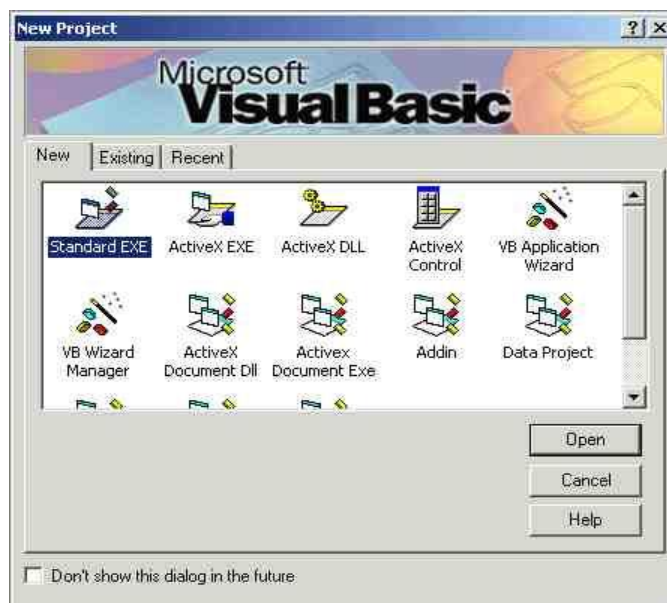 New Project
Microsoft
Visual Basic
New Existing Recent
Standard EXE ActiveX EXE ActiveX DLL ActiveX Control VB Application Wizard
VB Wizard Manager ActiveX Document Dll Activex Document Exe Addin Data Project
Open
Cancel
Help
Don't show this dialog in the future